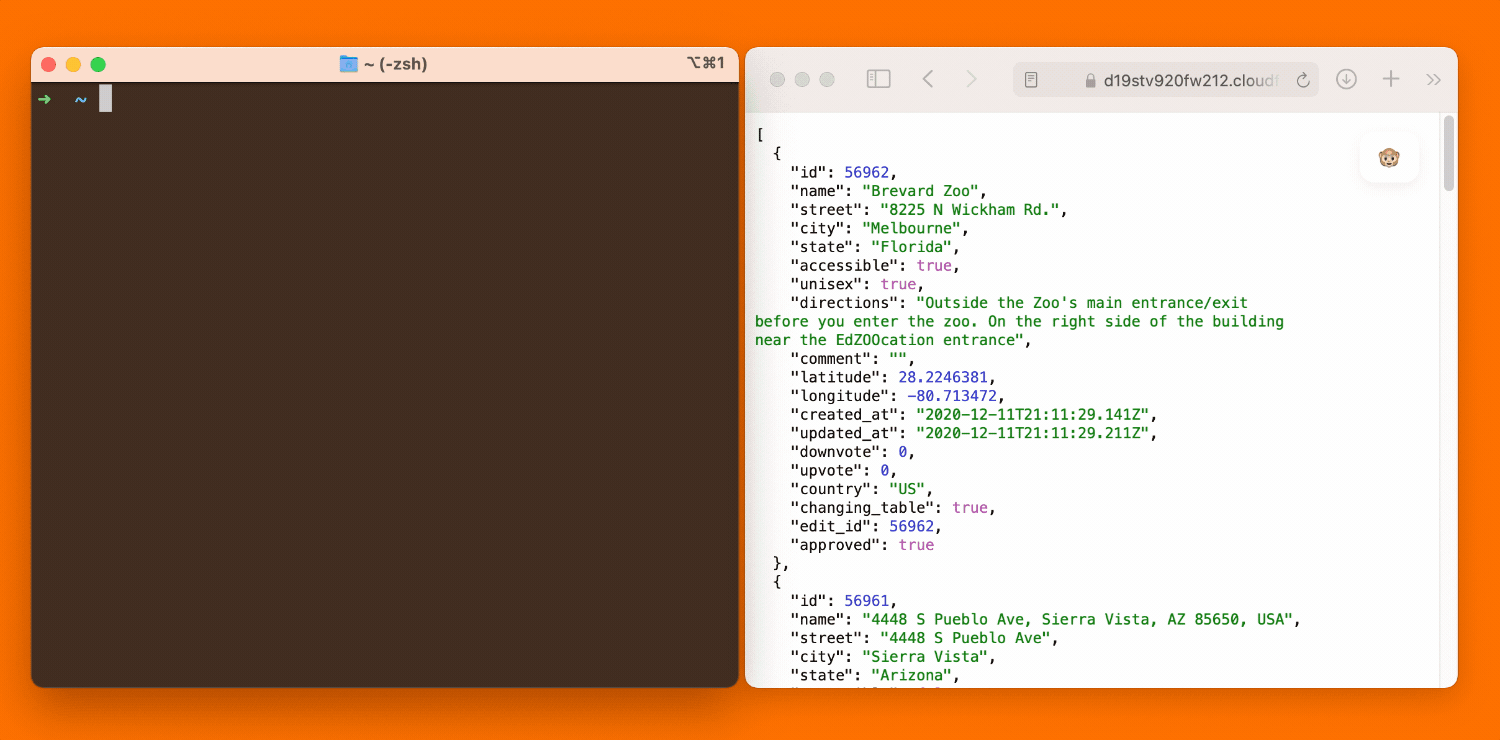 ~ (-zsh)
⌥⌘1
➜ ~
d19stv920fw212.cloudf
[
  {
    "id": 56962,
    "name": "Brevard Zoo",
    "street": "8225 N Wickham Rd.",
    "city": "Melbourne",
    "state": "Florida",
    "accessible": true,
    "unisex": true,
    "directions": "Outside the Zoo's main entrance/exit
before you enter the zoo. On the right side of the building
near the EdZOOcation entrance",
    "comment": "",
    "latitude": 28.2246381,
    "longitude": -80.713472,
    "created_at": "2020-12-11T21:11:29.141Z",
    "updated_at": "2020-12-11T21:11:29.211Z",
    "downvote": 0,
    "upvote": 0,
    "country": "US",
    "changing_table": true,
    "edit_id": 56962,
    "approved": true
  },
  {
    "id": 56961,
    "name": "4448 S Pueblo Ave, Sierra Vista, AZ 85650, USA",
    "street": "4448 S Pueblo Ave",
    "city": "Sierra Vista",
    "state": "Arizona",